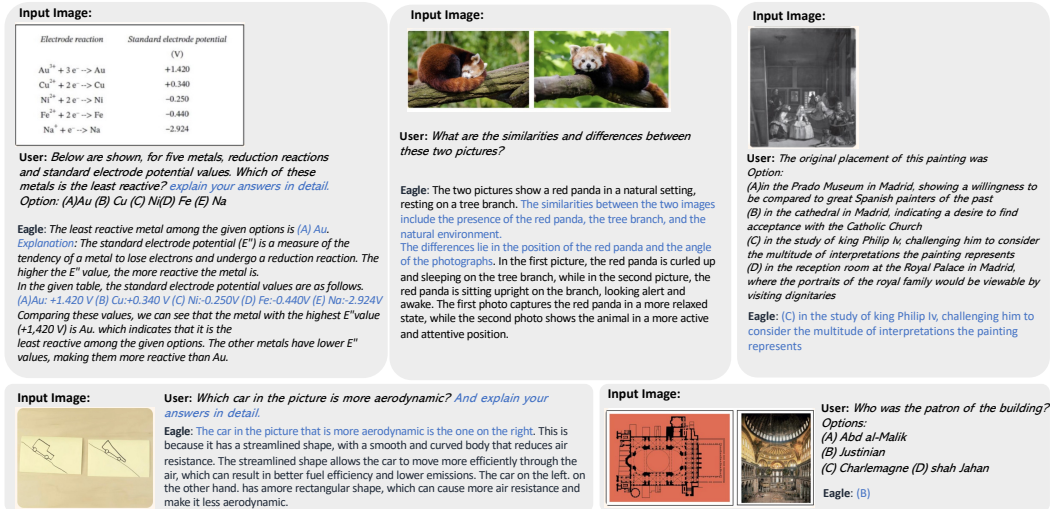 Input Image:
Electrode reaction Standard electrode potential
(V)
Au³⁺ + 3 e⁻ --> Au +1.420
Cu²⁺ + 2 e⁻ --> Cu +0.340
Ni²⁺ + 2 e⁻ --> Ni −0.250
Fe²⁺ + 2 e⁻ --> Fe −0.440
Na⁺ + e⁻ --> Na −2.924
User: Below are shown, for five metals, reduction reactions
and standard electrode potential values. Which of these
metals is the least reactive? explain your answers in detail.
Option: (A)Au (B) Cu (C) Ni(D) Fe (E) Na
Eagle: The least reactive metal among the given options is (A) Au.
Explanation: The standard electrode potential (E") is a measure of the
tendency of a metal to lose electrons and undergo a reduction reaction. The
higher the E" value, the more reactive the metal is.
In the given table, the standard electrode potentials are as follows.
(A)Au: +1.420 V (B) Cu:+0.340 V (C) Ni:-0.250V (D) Fe:-0.440V (E) Na:-2.924V
Comparing these values, we can see that the metal with the highest E"value
(+1,420 V) is Au. which indicates that it is the
least reactive among the given options. The other metals have lower E"
values, making them more reactive than Au.
Input Image:
User: What are the similarities and differences between
these two pictures?
Eagle: The two pictures show a red panda in a natural setting,
resting on a tree branch. The similarities between the two images
include the presence of the red panda, the tree branch, and the
natural environment.
The differences lie in the position of the red panda and the angle
of the photographs. In the first picture, the red panda is curled up
and sleeping on the tree branch, while in the second picture, the
red panda is sitting upright on the branch, looking alert and
awake. The first photo captures the red panda in a more relaxed
state, while the second photo shows the animal in a more active
and attentive position.
Input Image:
User: The original placement of this painting was
Option:
(A)in the Prado Museum in Madrid, showing a willingness to
be compared to great Spanish painters of the past
(B) in the cathedral in Madrid, indicating a desire to find
acceptance with the Catholic Church
(C) in the study of king Philip Iv, challenging him to consider
the multitude of interpretations the painting represents
(D) in the reception room at the Royal Palace in Madrid,
where the portraits of the royal family would be viewable by
visiting dignitaries
Eagle: (C) in the study of king Philip Iv, challenging him to
consider the multitude of interpretations the painting
represents
Input Image:
User: Which car in the picture is more aerodynamic? And explain your
answers in detail.
Eagle: The car in the picture that is more aerodynamic is the one on the right. This is
because it has a streamlined shape, with a smooth and curved body that reduces air
resistance. The streamlined shape allows the car to move more efficiently through the
air, which can result in better fuel efficiency and lower emissions. The car on the left. on
the other hand. has amore rectangular shape, which can cause more air resistance and
make it less aerodynamic.
Input Image:
User: Who was the patron of the building?
Options:
(A) Abd al-Malik
(B) Justinian
(C) Charlemagne (D) shah Jahan
Eagle: (B)